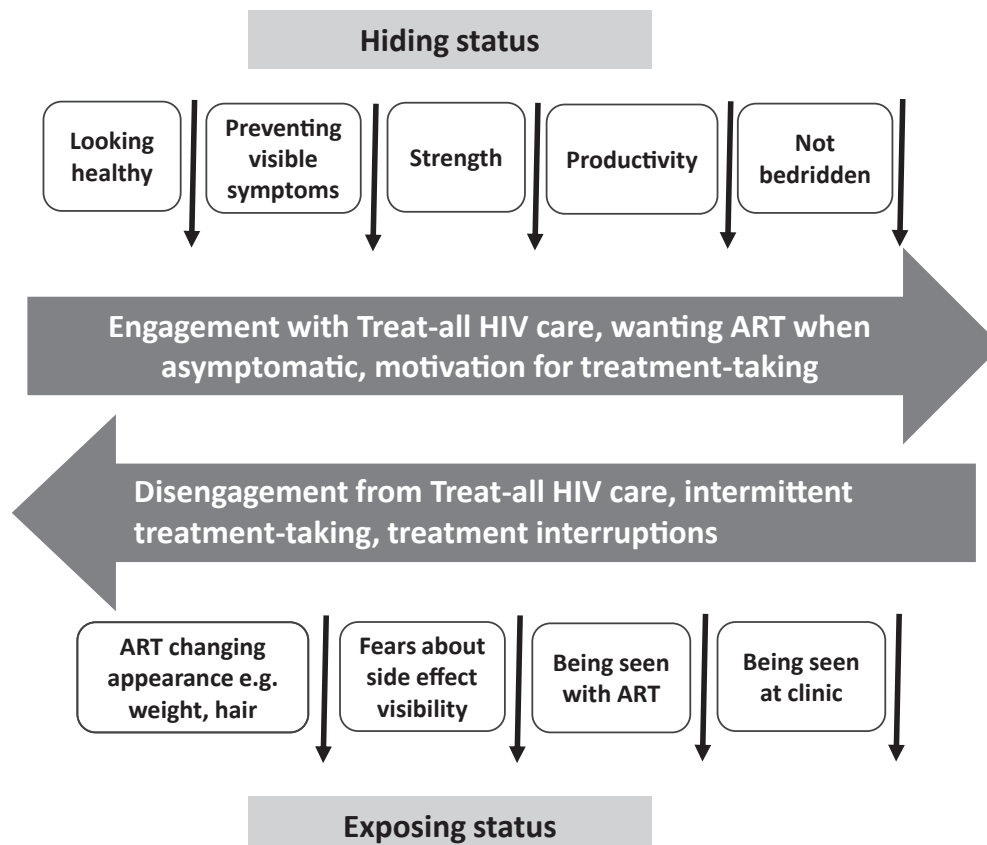 Hiding status
Looking
healthy
Preventing
visible
symptoms
Strength
Productivity
Not
bedridden
Engagement with Treat-all HIV care, wanting ART when
asymptomatic, motivation for treatment-taking
Disengagement from Treat-all HIV care, intermittent
treatment-taking, treatment interruptions
ART changing
appearance e.g.
weight, hair
Fears about
side effect
visibility
Being seen
with ART
Being seen
at clinic
Exposing status